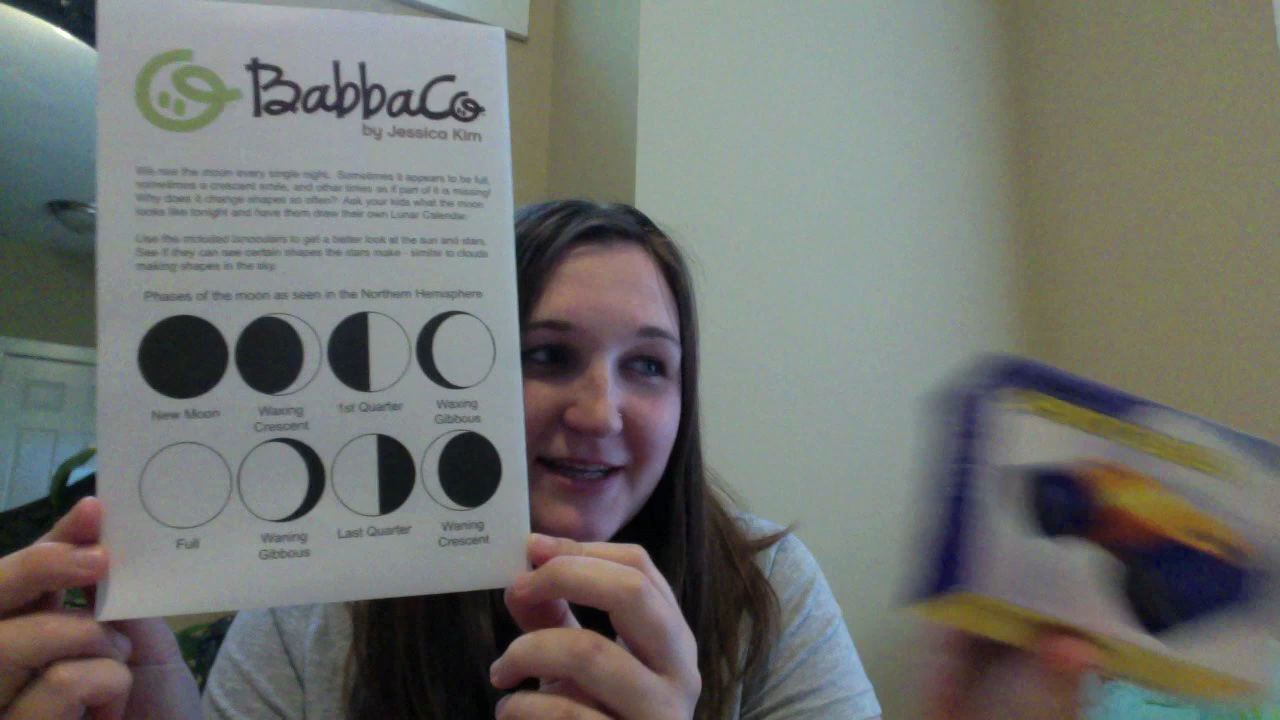 BabbaCo
by Jessica Kim
We see the moon every single night. Sometimes it appears to be full,
sometimes a crescent smile, and other times as if part of it is missing!
Why does it change shapes so often? Ask your kids what the moon
looks like tonight and have them draw their own Lunar Calendar.
Use the included binoculars to get a better look at the sun and stars.
See if they can see certain shapes the stars make - similar to clouds
making shapes in the sky.
Phases of the moon as seen in the Northern Hemisphere
New Moon
Waxing
Crescent
1st Quarter
Waxing
Gibbous
Full
Waning
Gibbous
Last Quarter
Waning
Crescent